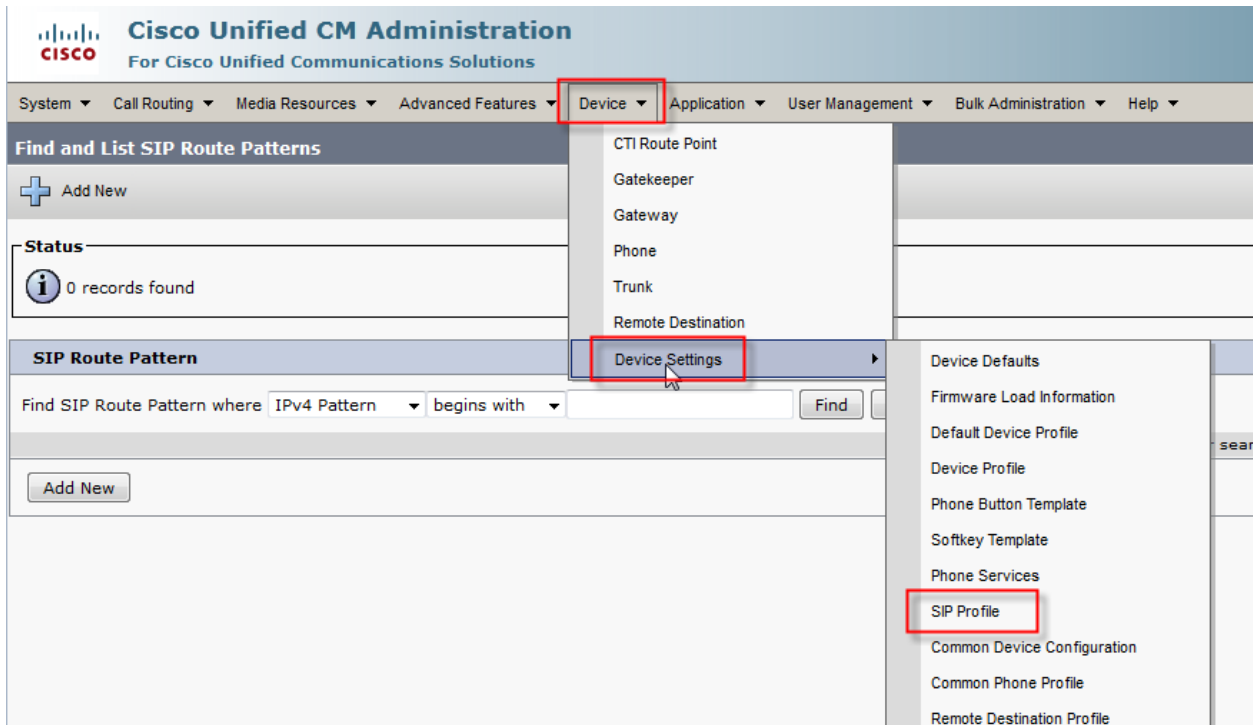 CISCO
Cisco Unified CM Administration
For Cisco Unified Communications Solutions
System Call Routing Media Resources Advanced Features Device Application User Management Bulk Administration Help
Find and List SIP Route Patterns
Add New
Status
0 records found
SIP Route Pattern
Find SIP Route Pattern where IPv4 Pattern begins with Find
Add New
CTI Route Point
Gatekeeper
Gateway
Phone
Trunk
Remote Destination
Device Settings
Device Defaults
Firmware Load Information
Default Device Profile
Device Profile
Phone Button Template
Softkey Template
Phone Services
SIP Profile
Common Device Configuration
Common Phone Profile
Remote Destination Profile